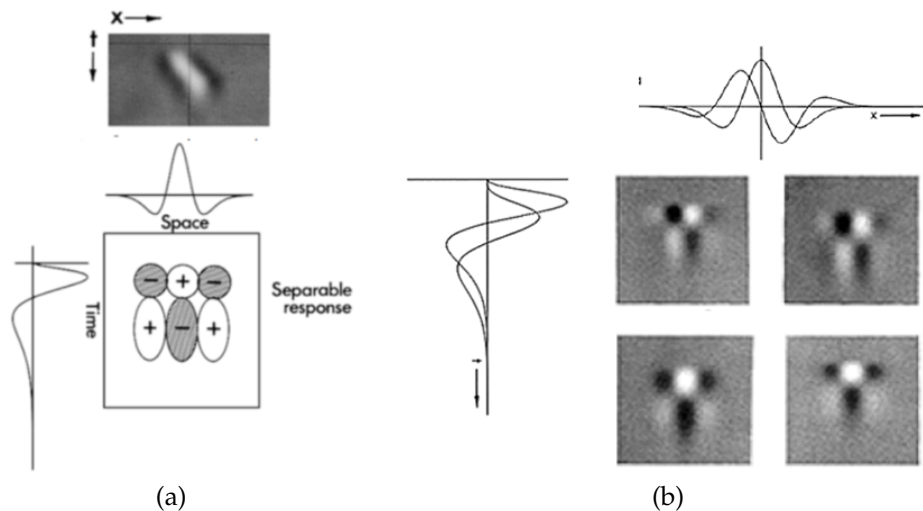 X
t
Space
Time
- + -
+ - +
Separable
response
(a)
x
t
(b)